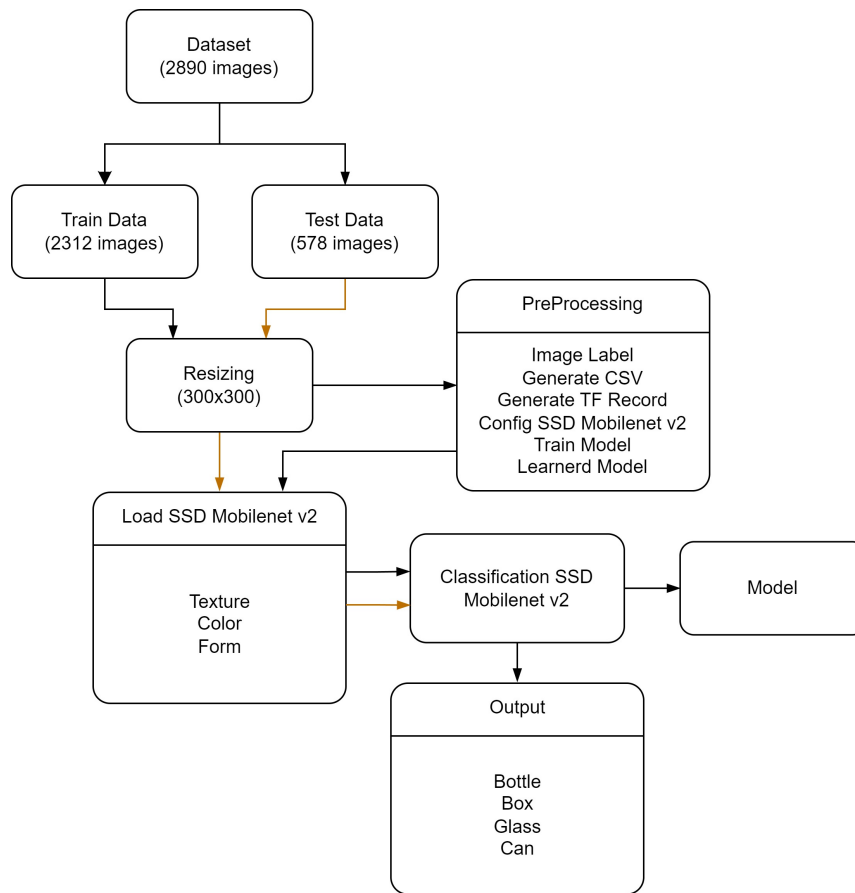 Dataset
(2890 images)
Train Data
(2312 images)
Test Data
(578 images)
PreProcessing
Image Label
Generate CSV
Generate TF Record
Config SSD Mobilenet v2
Train Model
Learnerd Model
Resizing
(300x300)
Load SSD Mobilenet v2
Texture
Color
Form
Classification SSD
Mobilenet v2
Model
Output
Bottle
Box
Glass
Can